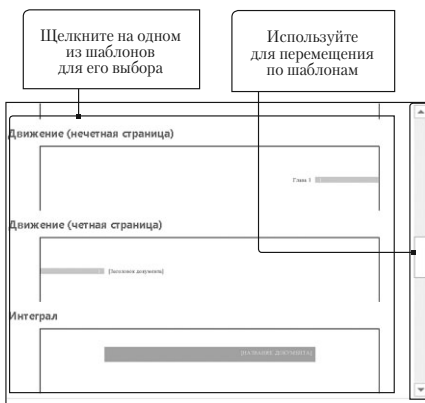 Щелкните на одном
из шаблонов
для его выбора
Используйте
для перемещения
по шаблонам
Движение (нечетная страница)
Глава 1
Движение (четная страница)
[Заголовок документа]
Интеграл
[НАЗВАНИЕ ДОКУМЕНТА]